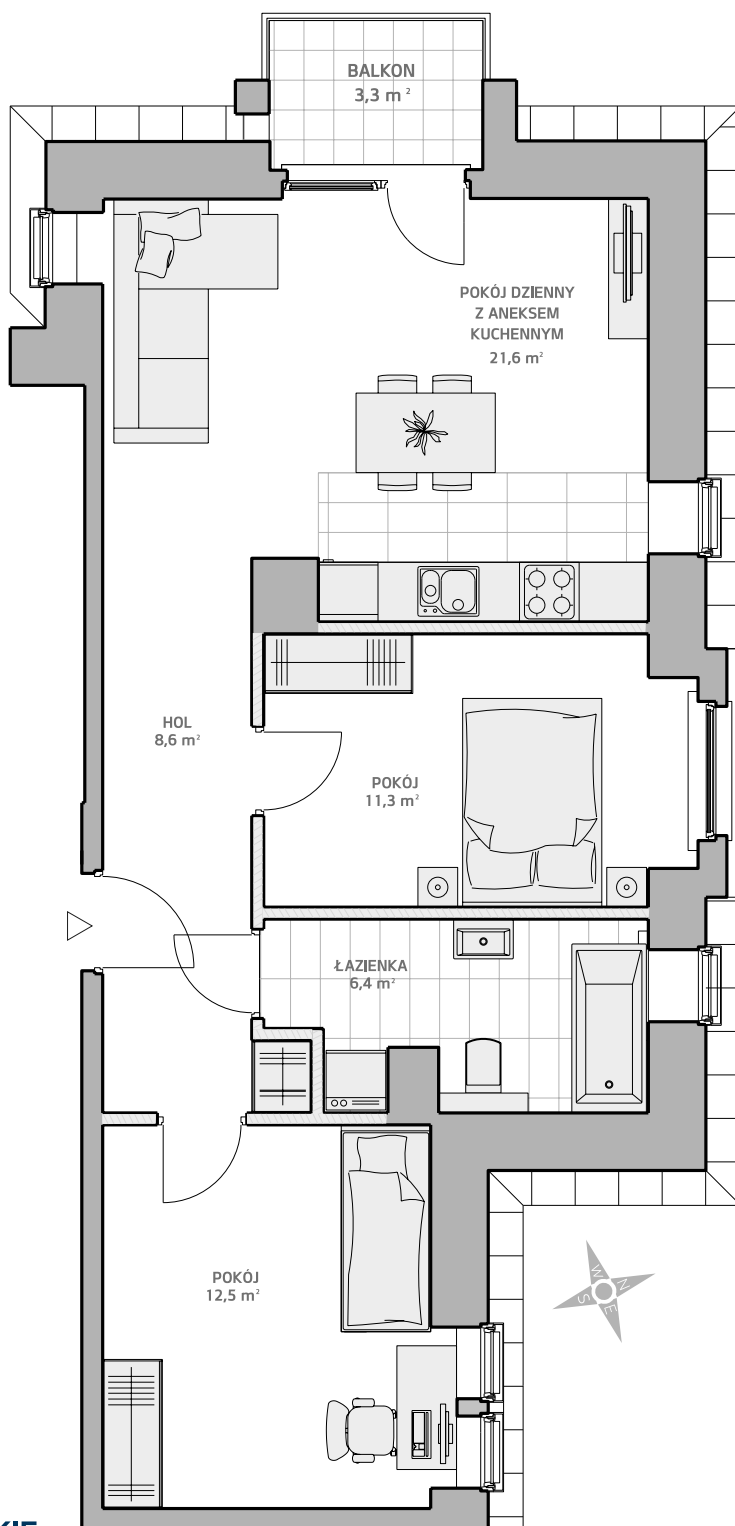 BALKON
3,3 m²
POKÓJ DZIENNY
Z ANEKSEM
KUCHENNYM
21,6 m²
HOL
8,6 m²
POKÓJ
11,3 m²
ŁAZIENKA
6,4 m²
POKÓJ
12,5 m²
W N
S E